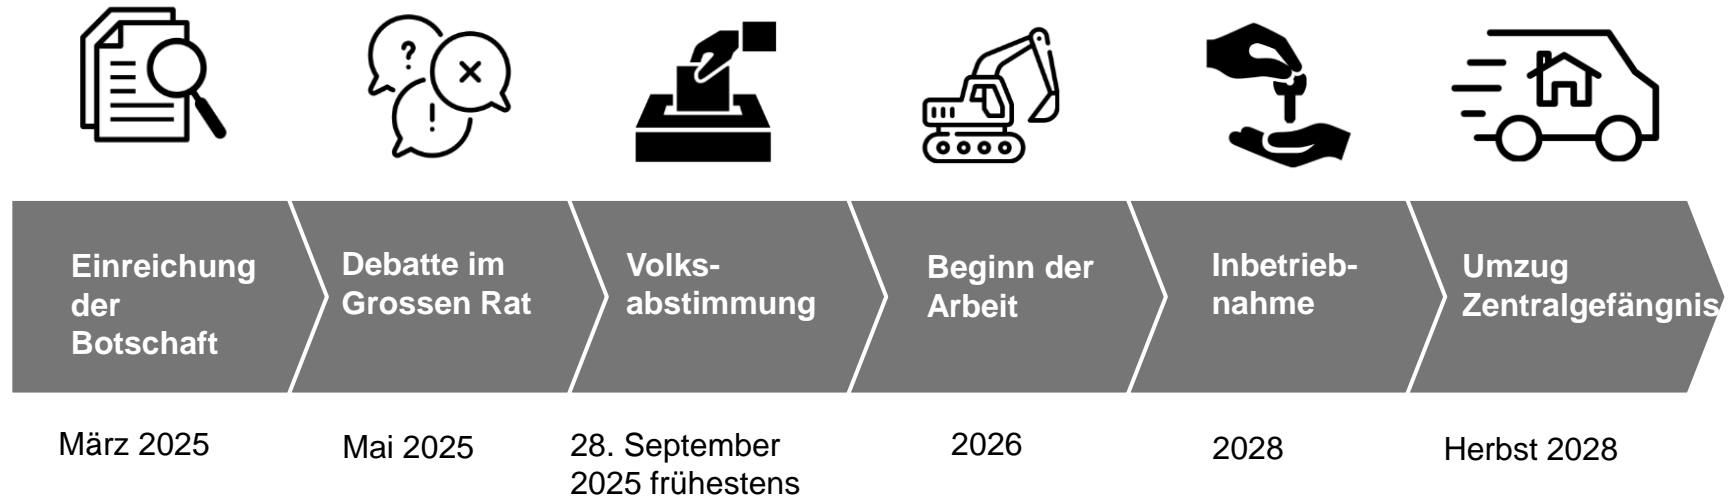 Einreichung
der
Botschaft
Debatte im
Grossen Rat
Volks-
abstimmung
Beginn der
Arbeit
Inbetrieb-
nahme
Umzug
Zentralgefängnis
März 2025
Mai 2025
28. September
2025 frühestens
2026
2028
Herbst 2028